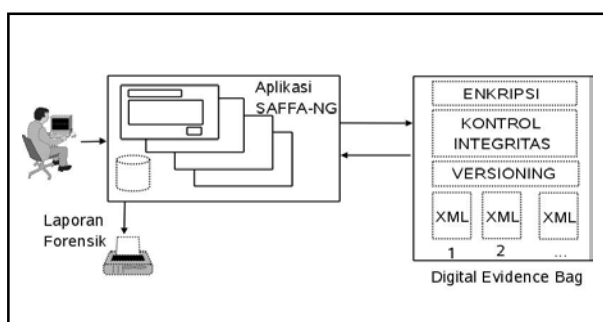 Aplikasi
SAFFA-NG
Laporan
Forensik
ENKRIPSI
KONTROL
INTEGRITAS
VERSIONING
XML XML XML
1 2 ...
Digital Evidence Bag